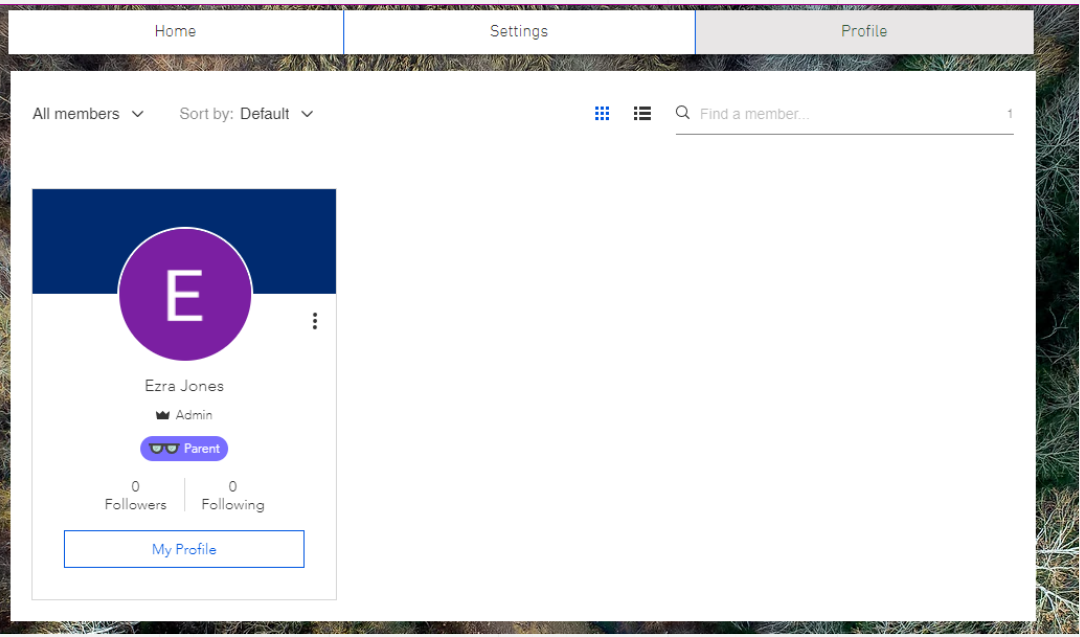 Home Settings Profile
All members Sort by: Default Find a member... 1
E
Ezra Jones
Admin
Parent
0 0
Followers Following
My Profile